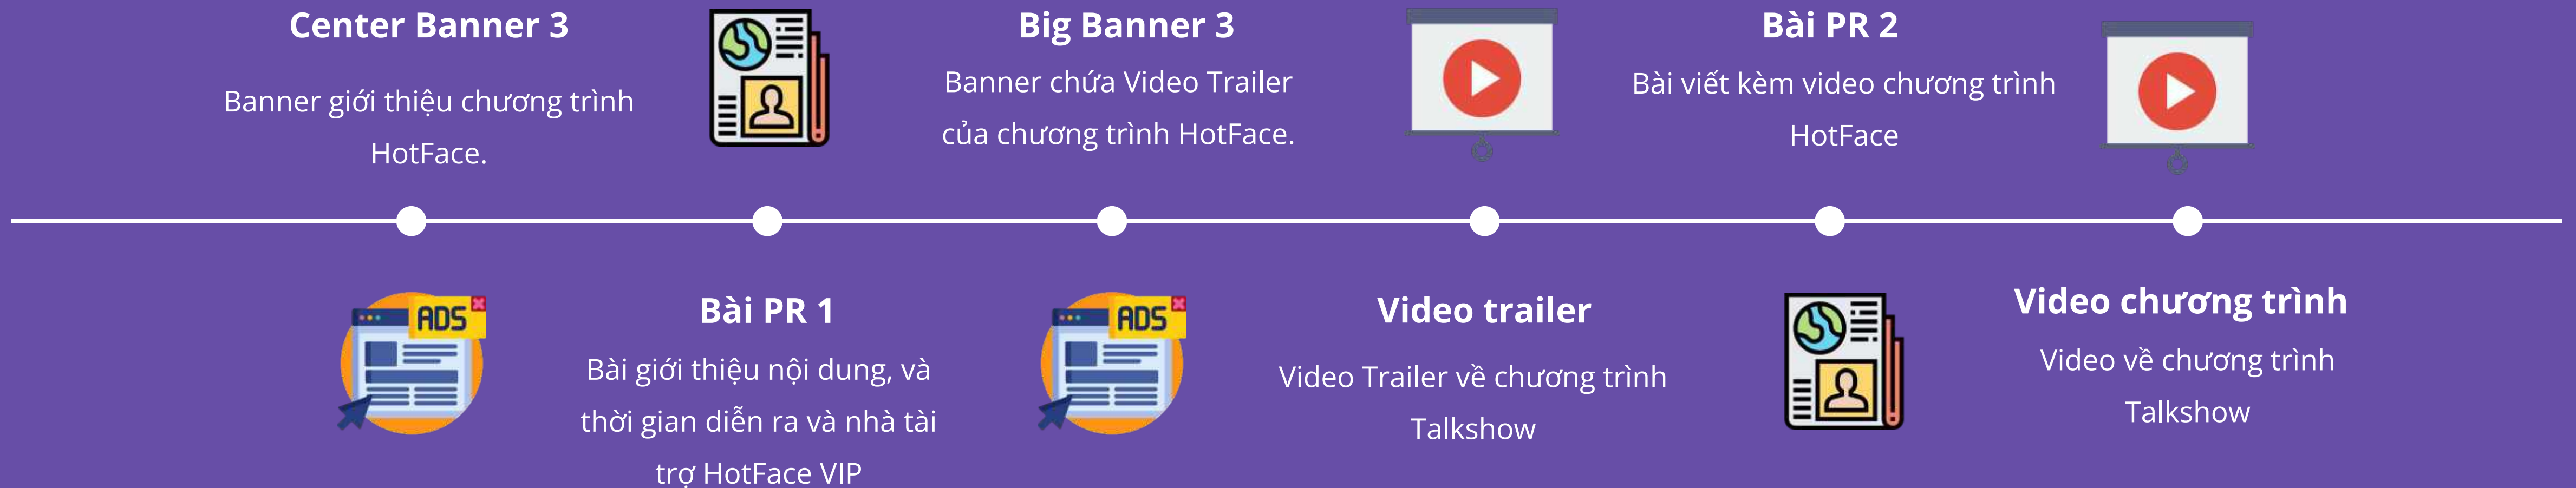 Center Banner 3
Banner giới thiệu chương trình
HotFace.
ADS
Bài PR 1
Bài giới thiệu nội dung, và
thời gian diễn ra và nhà tài
trợ HotFace VIP
Big Banner 3
Banner chứa Video Trailer
của chương trình HotFace.
ADS
Video trailer
Video Trailer về chương trình
Talkshow
Bài PR 2
Bài viết kèm video chương trình
HotFace
Video chương trình
Video về chương trình
Talkshow